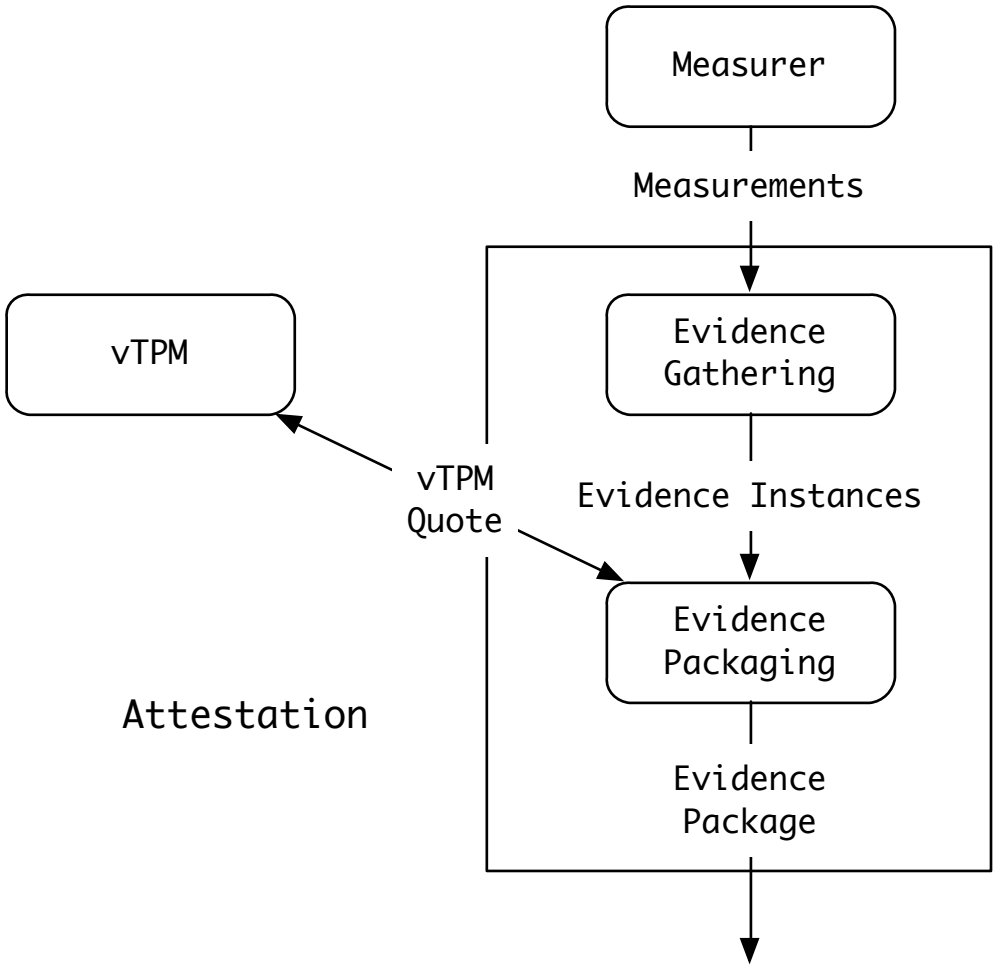 Measurer
Measurements
vTPM
Evidence
Gathering
vTPM
Quote
Evidence Instances
Evidence
Packaging
Attestation
Evidence
Package